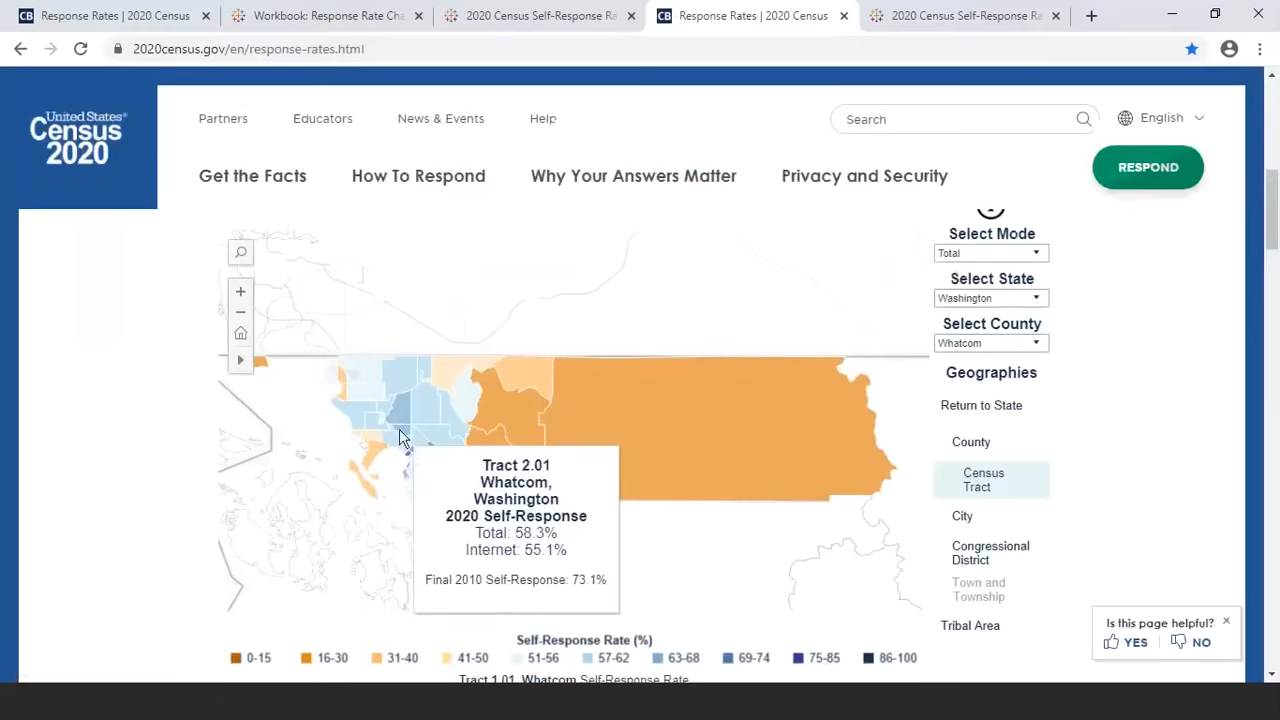 Response Rates | 2020 Census
Workbook: Response Rate Cha
2020 Census Self-Response Ra
Response Rates | 2020 Census
2020 Census Self-Response Ra
2020census.gov/en/response-rates.html
United States®
Census
2020
Partners
Educators
News & Events
Help
Search
English
Get the Facts
How To Respond
Why Your Answers Matter
Privacy and Security
RESPOND
Select Mode
Total
Select State
Washington
Select County
Whatcom
Geographies
Return to State
County
Census
Tract
City
Congressional
District
Town and
Township
Tribal Area
Tract 2.01
Whatcom,
Washington
2020 Self-Response
Total: 58.3%
Internet: 55.1%
Final 2010 Self-Response: 73.1%
Self-Response Rate (%)
0-15 16-30 31-40 41-50 51-56 57-62 63-68 69-74 75-85 86-100
Tract 1.01, Whatcom Self-Response Rate
Is this page helpful?
YES
NO